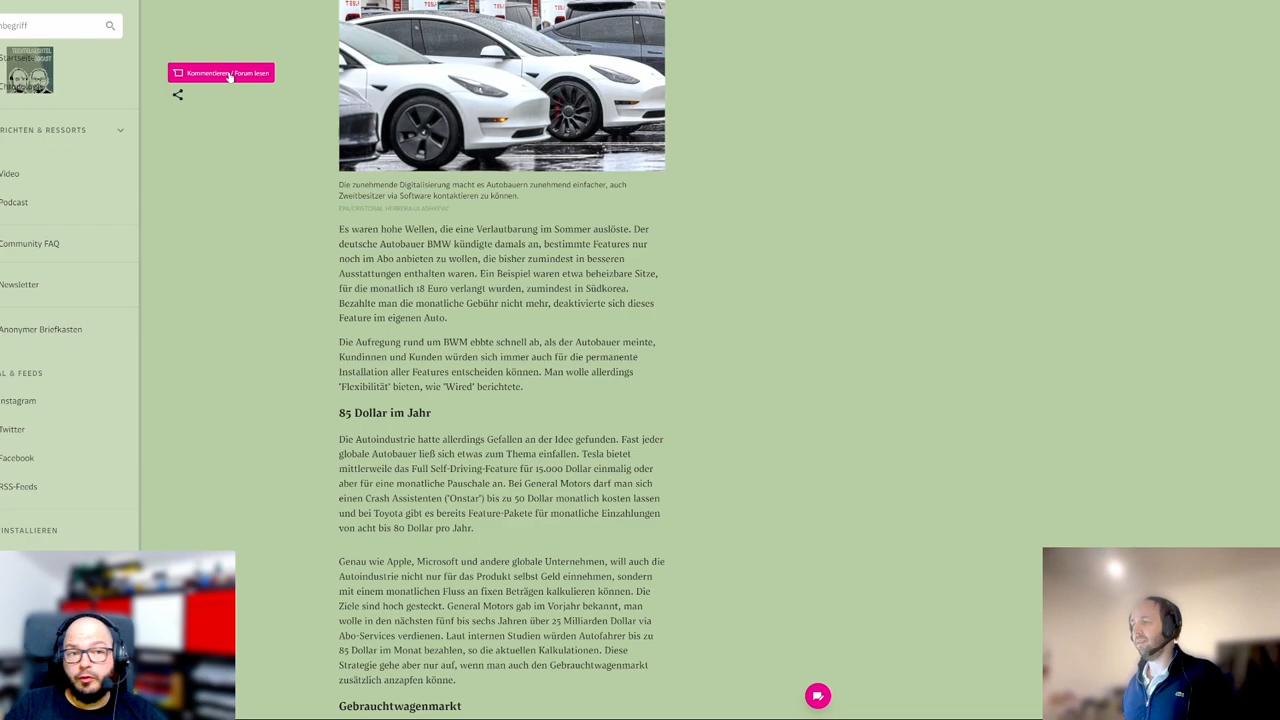 nbegriff
TECHTELMECHTEL
Startseite
Chronologie
RICHTEN & RESSORTS
Video
Podcast
Community FAQ
Newsletter
Anonymer Briefkasten
L & FEEDS
nstagram
Twitter
Facebook
RSS-Feeds
INSTALLIEREN
Kommentieren / Forum lesen
TESLA
Die zunehmende Digitalisierung macht es Autobauern zunehmend einfacher, auch
Zweitbesitzer via Software kontaktieren zu können.
Es waren hohe Wellen, die eine Verlautbarung im Sommer auslöste. Der
deutsche Autobauer BMW kündigte damals an, bestimmte Features nur
noch im Abo anbieten zu wollen, die bisher zumindest in besseren
Ausstattungen enthalten waren. Ein Beispiel waren etwa beheizbare Sitze,
für die monatlich 18 Euro verlangt wurden, zumindest in Südkorea.
Bezahlte man die monatliche Gebühr nicht mehr, deaktivierte sich dieses
Feature im eigenen Auto.
Die Aufregung rund um BWM ebbte schnell ab, als der Autobauer meinte,
Kundinnen und Kunden würden sich immer auch für die permanente
Installation aller Features entscheiden können. Man wolle allerdings
"Flexibilität" bieten, wie "Wired" berichtete.
85 Dollar im Jahr
Die Autoindustrie hatte allerdings Gefallen an der Idee gefunden. Fast jeder
globale Autobauer ließ sich etwas zum Thema einfallen. Tesla bietet
mittlerweile das Full Self-Driving-Feature für 15.000 Dollar einmalig oder
aber für eine monatliche Pauschale an. Bei General Motors darf man sich
einen Crash Assistenten ("Onstar") bis zu 50 Dollar monatlich kosten lassen
und bei Toyota gibt es bereits Feature-Pakete für monatliche Einzahlungen
von acht bis 80 Dollar pro Jahr.
Genau wie Apple, Microsoft und andere globale Unternehmen, will auch die
Autoindustrie nicht nur für das Produkt selbst Geld einnehmen, sondern
mit einem monatlichen Fluss an fixen Beträgen kalkulieren können. Die
Ziele sind hoch gesteckt. General Motors gab im Vorjahr bekannt, man
wolle in den nächsten fünf bis sechs Jahren über 25 Milliarden Dollar via
Abo-Services verdienen. Laut internen Studien würden Autofahrer bis zu
85 Dollar im Monat bezahlen, so die aktuellen Kalkulationen. Diese
Strategie gehe aber nur auf, wenn man auch den Gebrauchtwagenmarkt
zusätzlich anzapfen könne.
Gebrauchtwagenmarkt